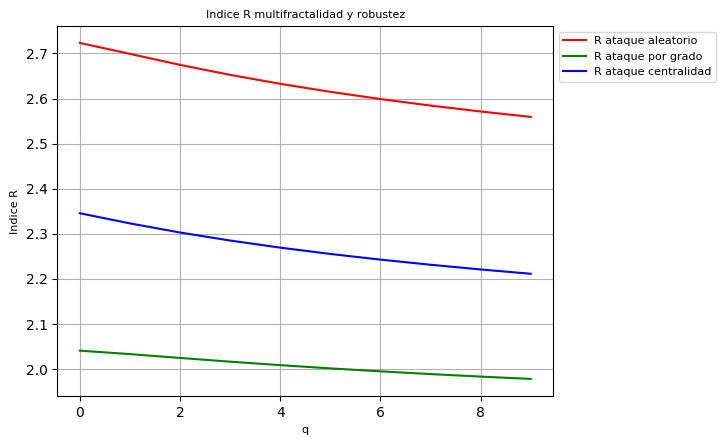 Indice R multifractalidad y robustez
R ataque aleatorio
R ataque por grado
R ataque centralidad
Indice R
2.7
2.6
2.5
2.4
2.3
2.2
2.1
2.0
0 2 4 6 8
q